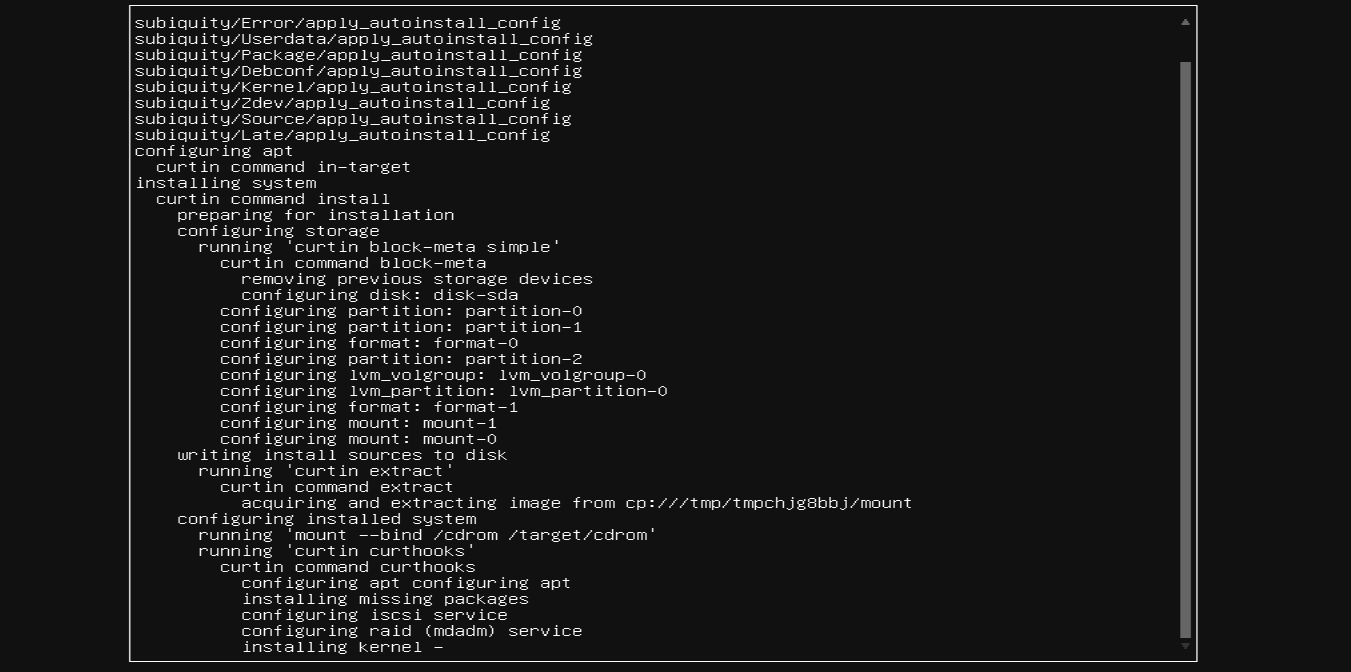 subiquity/Error/apply_autoinstall_config
subiquity/Userdata/apply_autoinstall_config
subiquity/Package/apply_autoinstall_config
subiquity/Debconf/apply_autoinstall_config
subiquity/Kernel/apply_autoinstall_config
subiquity/Zdev/apply_autoinstall_config
subiquity/Source/apply_autoinstall_config
subiquity/Late/apply_autoinstall_config
configuring apt
  curtin command in-target
installing system
  curtin command install
    preparing for installation
    configuring storage
      running 'curtin block-meta simple'
        curtin command block-meta
          removing previous storage devices
          configuring disk: disk-sda
        configuring partition: partition-0
        configuring partition: partition-1
        configuring format: format-0
        configuring partition: partition-2
        configuring lvm_volgroup: lvm_volgroup-0
        configuring lvm_partition: lvm_partition-0
        configuring format: format-1
        configuring mount: mount-1
        configuring mount: mount-0
    writing install sources to disk
      running 'curtin extract'
        curtin command extract
          acquiring and extracting image from cp:///tmp/tmpchjg8bbj/mount
    configuring installed system
      running 'mount --bind /cdrom /target/cdrom'
      running 'curtin curthooks'
        curtin command curthooks
          configuring apt configuring apt
          installing missing packages
          configuring iscsi service
          configuring raid (mdadm) service
          installing kernel -